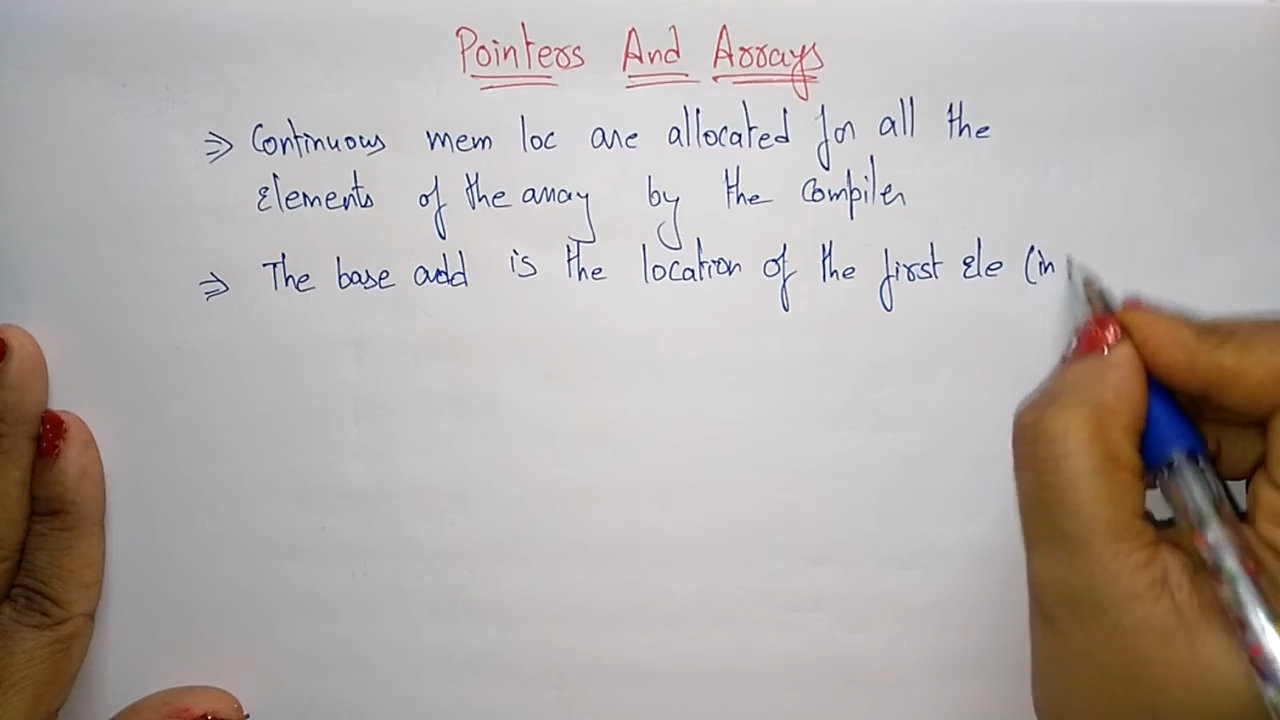 Pointers And Arrays
⇒ Continuous mem loc are allocated for all the
Elements of the array by the Compiler
⇒ The base add is the location of the first Ele (in